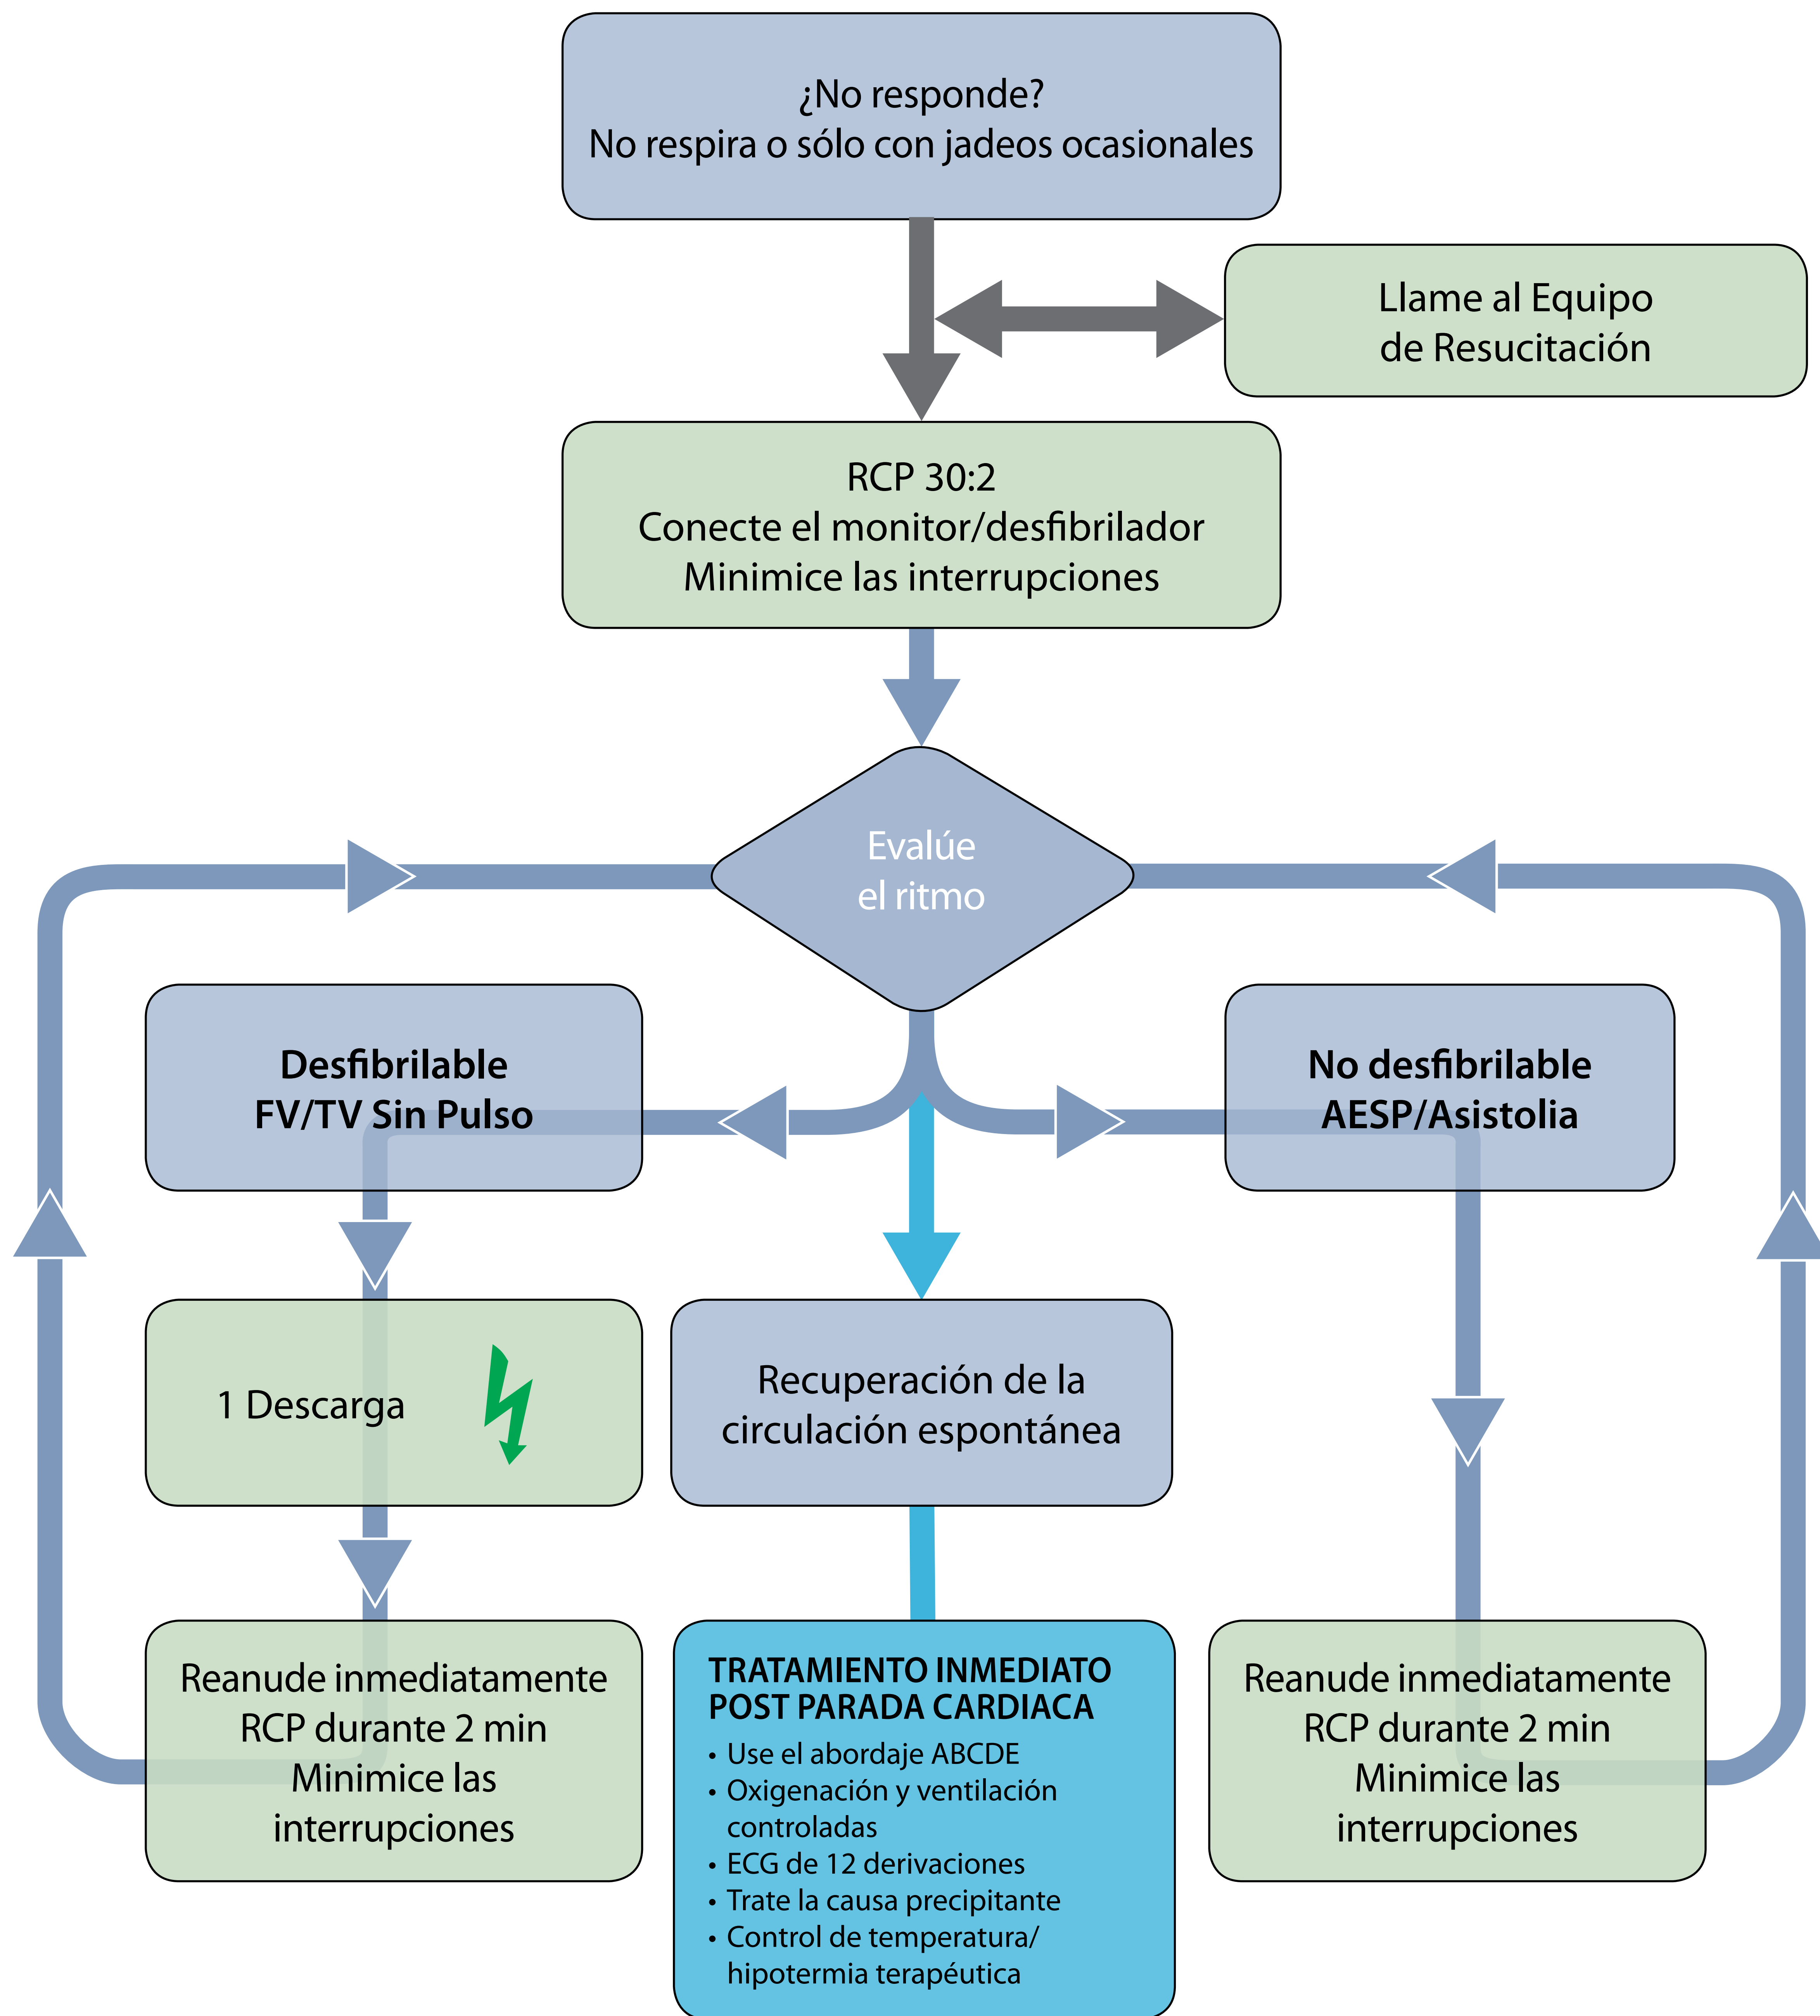 ¿No responde?
No respira o sólo con jadeos ocasionales
Llame al Equipo
de Resucitación
RCP 30:2
Conecte el monitor/desfibrilador
Minimice las interrupciones
Evalúe
el ritmo
Desfibrilable
FV/TV Sin Pulso
No desfibrilable
AESP/Asistolia
1 Descarga
Recuperación de la
circulación espontánea
Reanude inmediatamente
RCP durante 2 min
Minimice las
interrupciones
TRATAMIENTO INMEDIATO
POST PARADA CARDIACA
• Use el abordaje ABCDE
• Oxigenación y ventilación
controladas
• ECG de 12 derivaciones
• Trate la causa precipitante
• Control de temperatura/
hipotermia terapéutica
Reanude inmediatamente
RCP durante 2 min
Minimice las
interrupciones